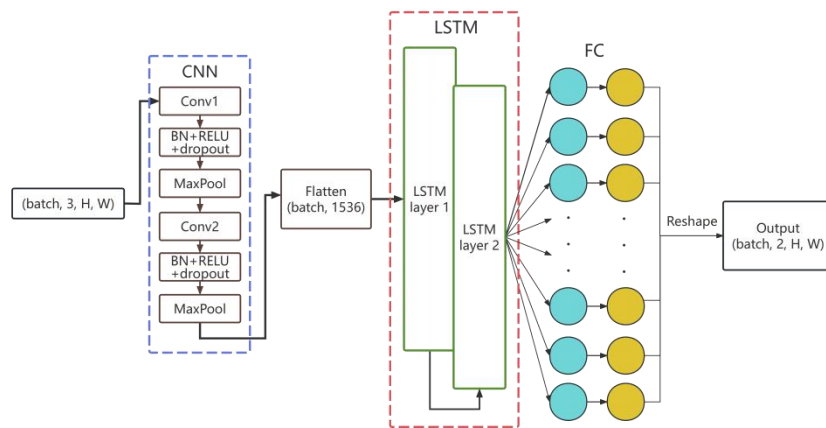 (batch, 3, H, W)
CNN
Conv1
BN+RELU
+dropout
MaxPool
Conv2
BN+RELU
+dropout
MaxPool
Flatten
(batch, 1536)
LSTM
LSTM
layer 1
LSTM
layer 2
FC
Reshape
Output
(batch, 2, H, W)